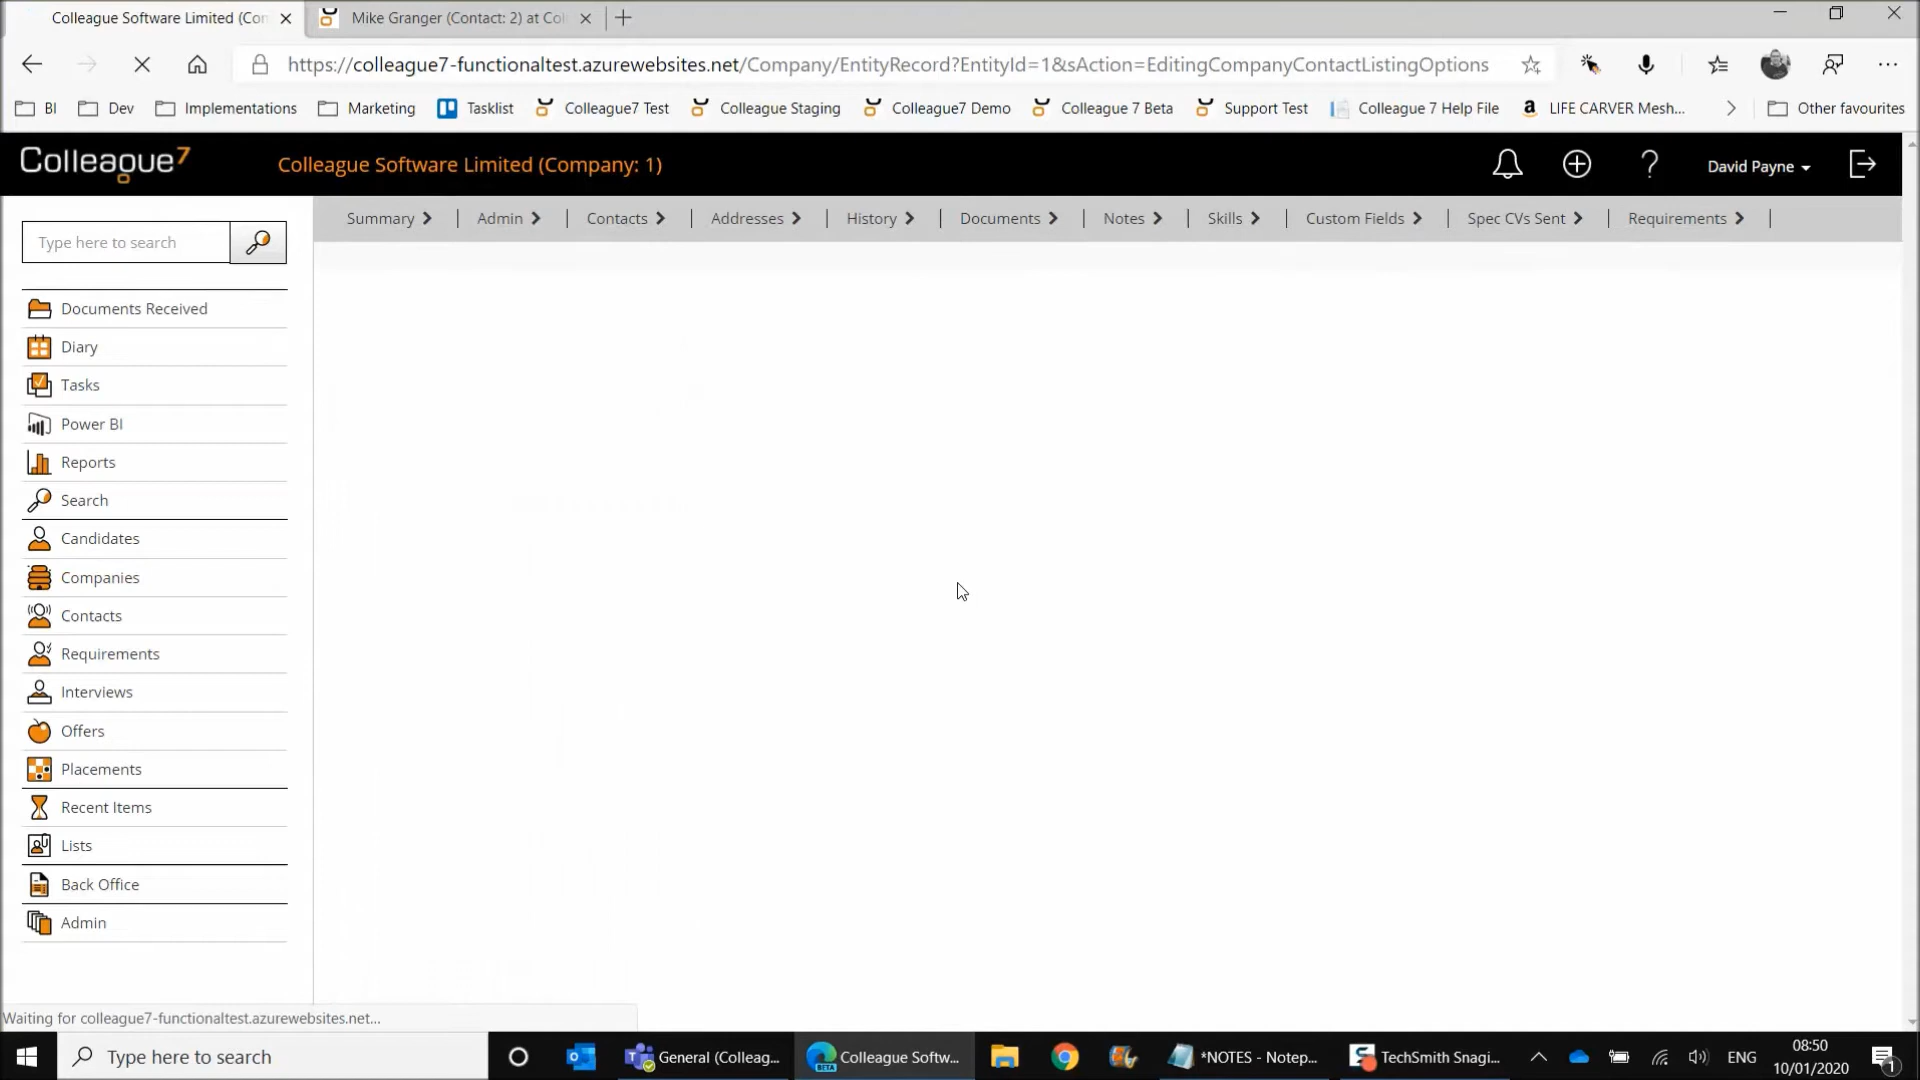 Colleague Software Limited (Con
Mike Granger (Contact: 2) at Col
https://colleague7-functionaltest.azurewebsites.net/Company/EntityRecord?EntityId=1&sAction=EditingCompanyContactListingOptions
BI
Dev
Implementations
Marketing
Tasklist
Colleague7 Test
Colleague Staging
Colleague7 Demo
Colleague 7 Beta
Support Test
Colleague 7 Help File
LIFE CARVER Mesh...
Other favourites
Colleague7
Colleague Software Limited (Company: 1)
David Payne
Summary
Admin
Contacts
Addresses
History
Documents
Notes
Skills
Custom Fields
Spec CVs Sent
Requirements
Type here to search
Documents Received
Diary
Tasks
Power BI
Reports
Search
Candidates
Companies
Contacts
Requirements
Interviews
Offers
Placements
Recent Items
Lists
Back Office
Admin
Waiting for colleague7-functionaltest.azurewebsites.net...
Type here to search
General (Colleag...
BETA
Colleague Softw...
*NOTES - Notep...
TechSmith Snagi...
ENG
08:50
10/01/2020
1